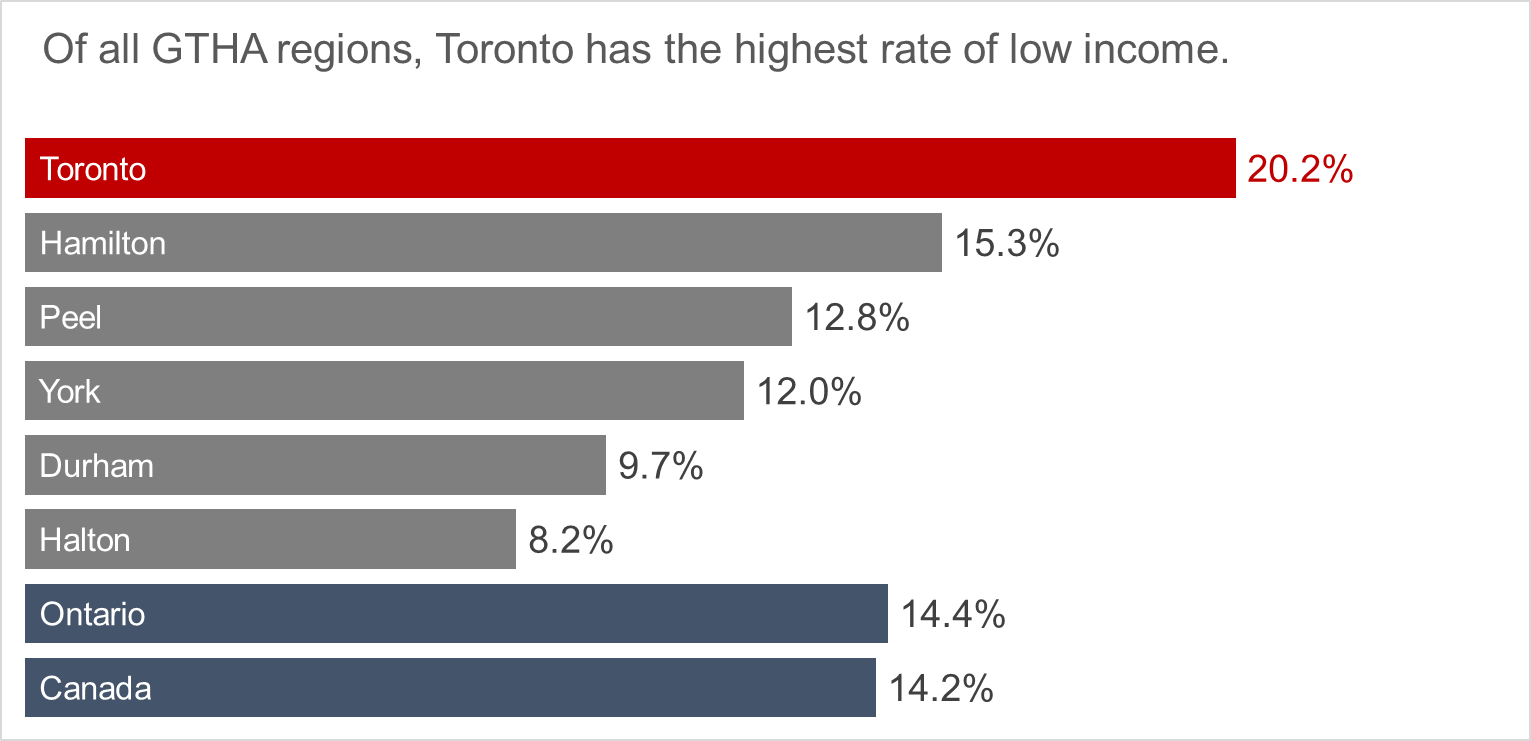 Of all GTHA regions, Toronto has the highest rate of low income.
Toronto 20.2%
Hamilton 15.3%
Peel 12.8%
York 12.0%
Durham 9.7%
Halton 8.2%
Ontario 14.4%
Canada 14.2%